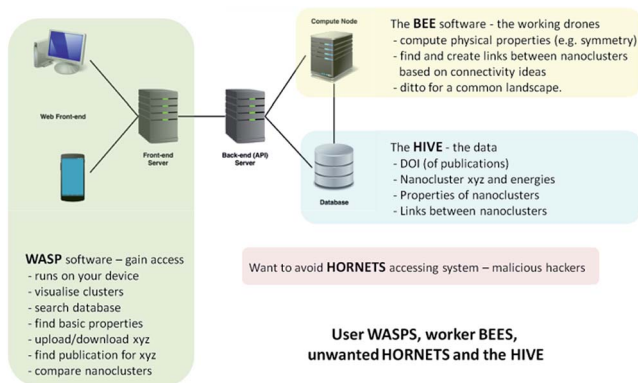 Web Front-end
Front-end
Server
Back-end (API)
Server
Compute Node
Database
The BEE software - the working drones
- compute physical properties (e.g. symmetry)
- find and create links between nanoclusters
based on connectivity ideas
- ditto for a common landscape.
The HIVE - the data
- DOI (of publications)
- Nanocluster xyz and energies
- Properties of nanoclusters
- Links between nanoclusters
WASP software – gain access
- runs on your device
- visualise clusters
- search database
- find basic properties
- upload/download xyz
- find publication for xyz
- compare nanoclusters
Want to avoid HORNETS accessing system – malicious hackers
User WASPS, worker BEES,
unwanted HORNETS and the HIVE